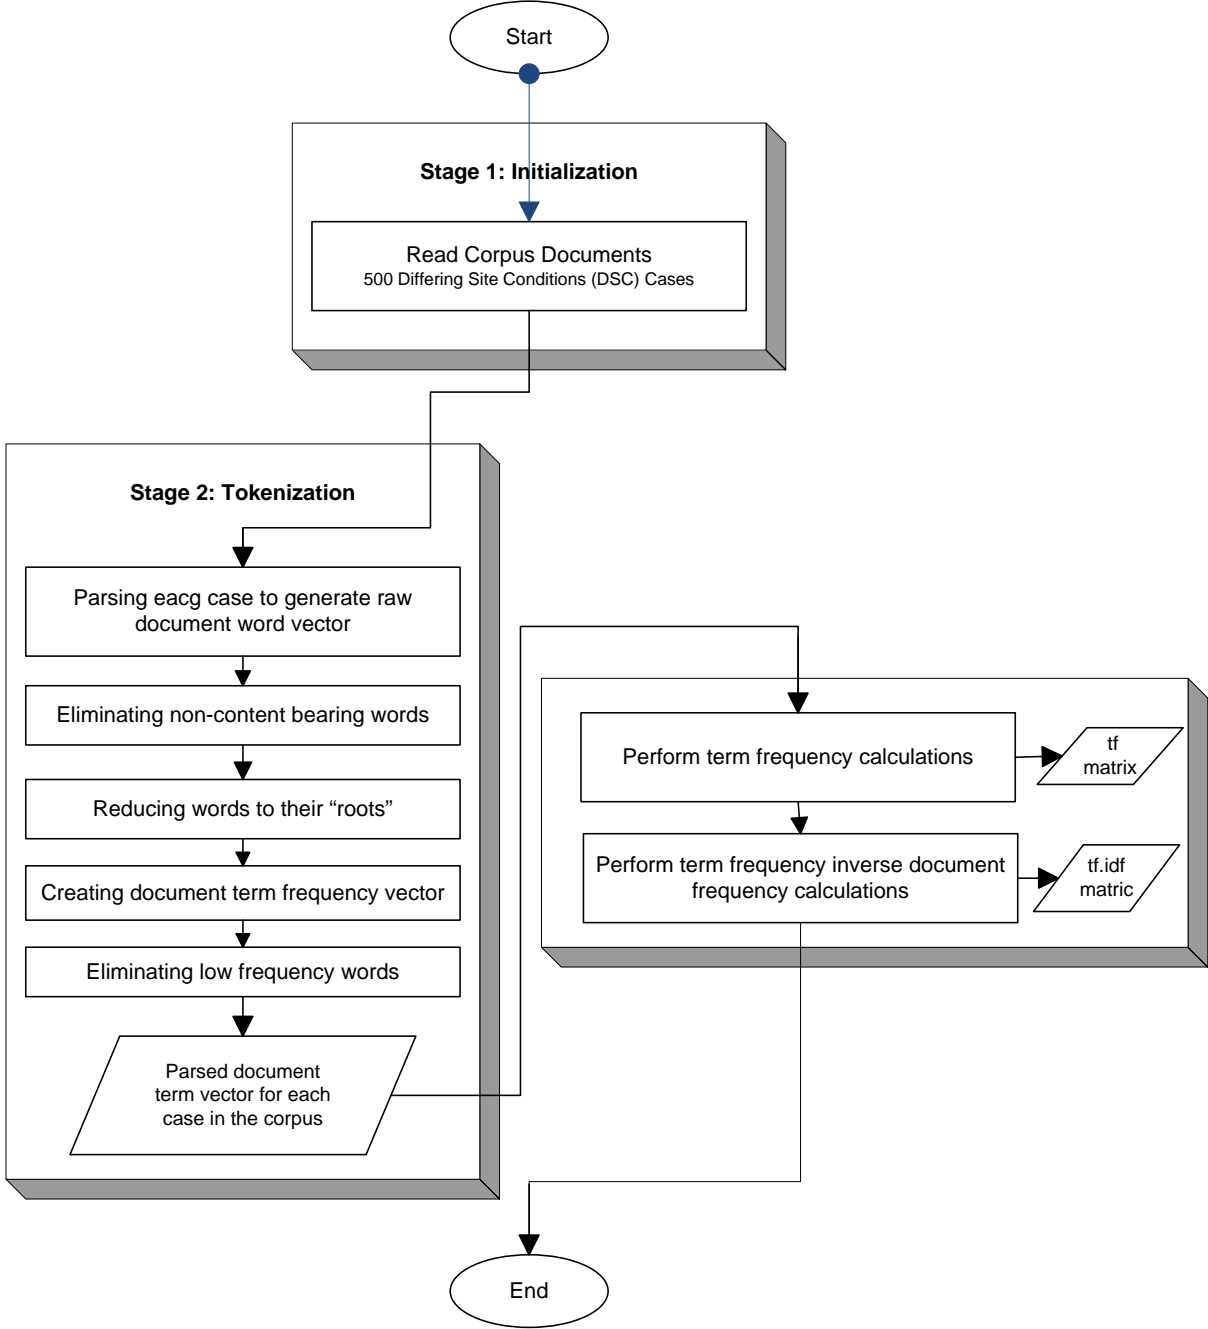 Start
Stage 1: Initialization
Read Corpus Documents
500 Differing Site Conditions (DSC) Cases
Stage 2: Tokenization
Parsing eacg case to generate raw
document word vector
Eliminating non-content bearing words
Reducing words to their “roots”
Creating document term frequency vector
Eliminating low frequency words
Parsed document
term vector for each
case in the corpus
Perform term frequency calculations
tf
matrix
Perform term frequency inverse document
frequency calculations
tf.idf
matric
End